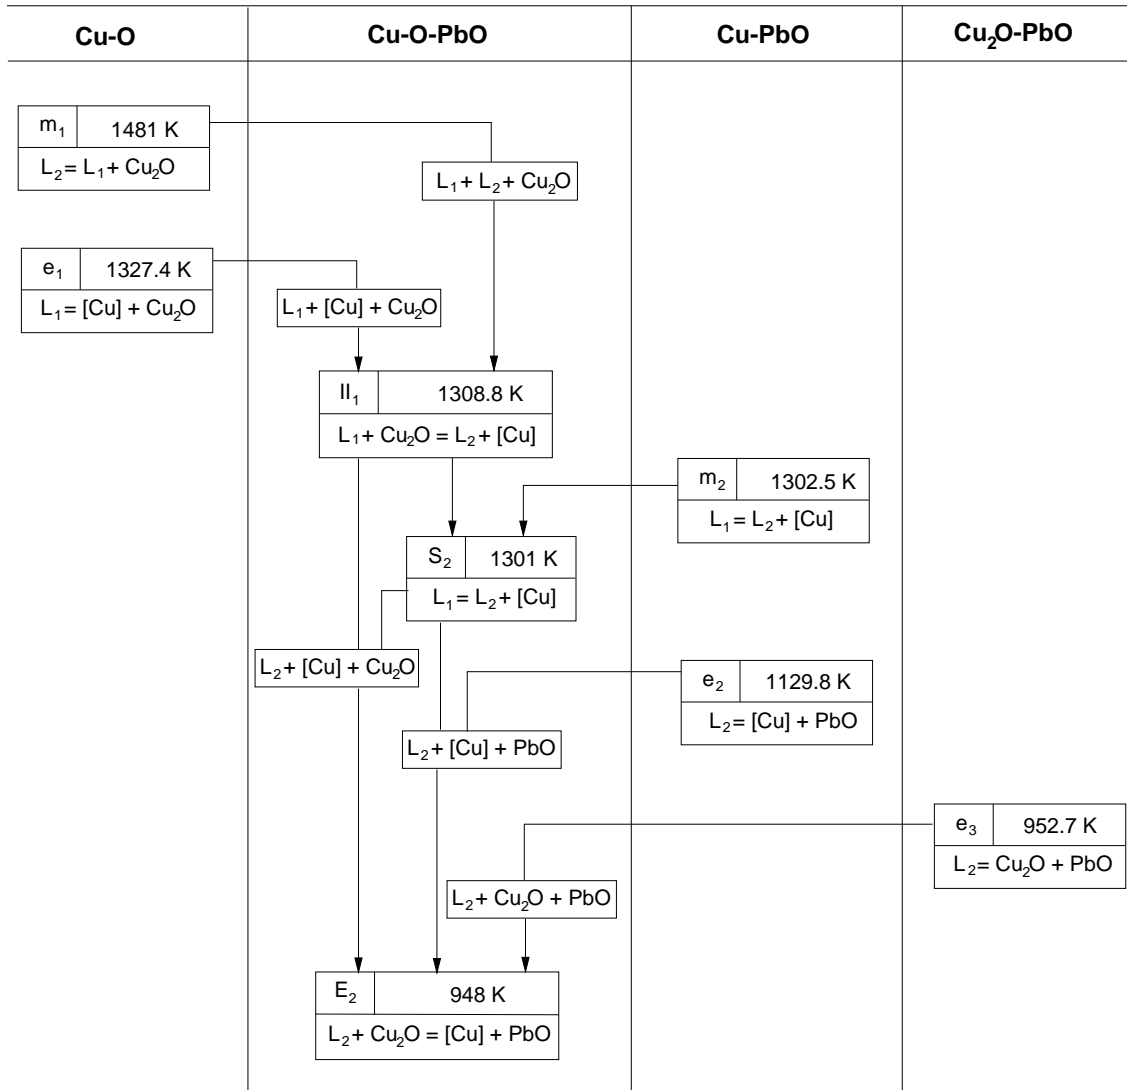 Cu-O Cu-O-PbO Cu-PbO Cu₂O-PbO
m₁ 1481 K
L₂= L₁+ Cu₂O
L₁+ L₂+ Cu₂O
e₁ 1327.4 K
L₁= [Cu] + Cu₂O
L₁+ [Cu] + Cu₂O
II₁ 1308.8 K
L₁+ Cu₂O = L₂+ [Cu]
m₂ 1302.5 K
L₁= L₂+ [Cu]
S₂ 1301 K
L₁= L₂+ [Cu]
L₂+ [Cu] + Cu₂O
e₂ 1129.8 K
L₂= [Cu] + PbO
L₂+ [Cu] + PbO
e₃ 952.7 K
L₂= Cu₂O + PbO
L₂+ Cu₂O + PbO
E₂ 948 K
L₂+ Cu₂O = [Cu] + PbO